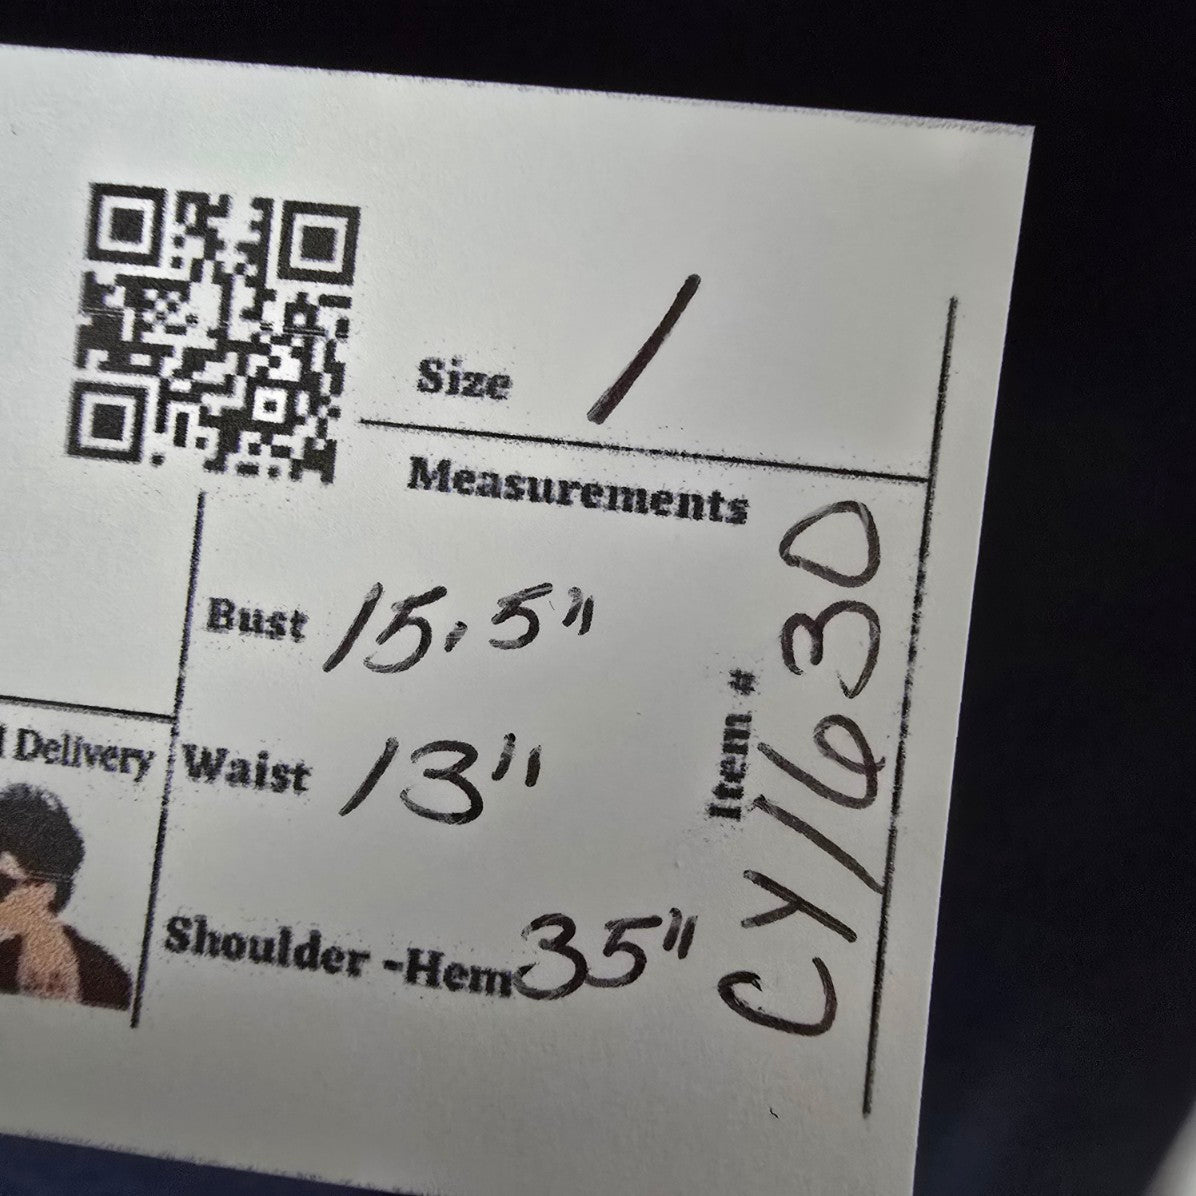 Size 1
Measurements
Bust 15.5"
Delivery
Waist 13"
Shoulder -Hem 35"
Item #
CY1630